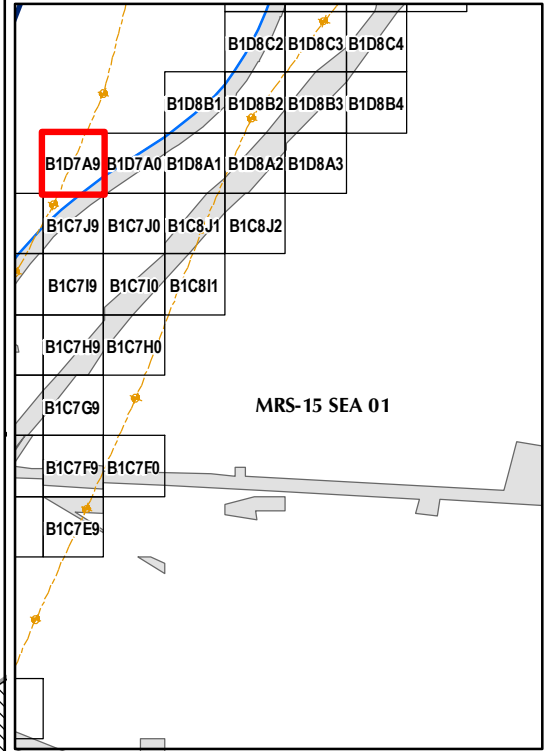 B1D8C2 B1D8C3 B1D8C4
B1D8B1 B1D8B2 B1D8B3 B1D8B4
B1D7A9 B1D7A0 B1D8A1 B1D8A2 B1D8A3
B1C7J9 B1C7J0 B1C8J1 B1C8J2
B1C7I9 B1C7I0 B1C8I1
B1C7H9 B1C7H0
MRS-15 SEA 01
B1C7G9
B1C7F9 B1C7F0
B1C7E9